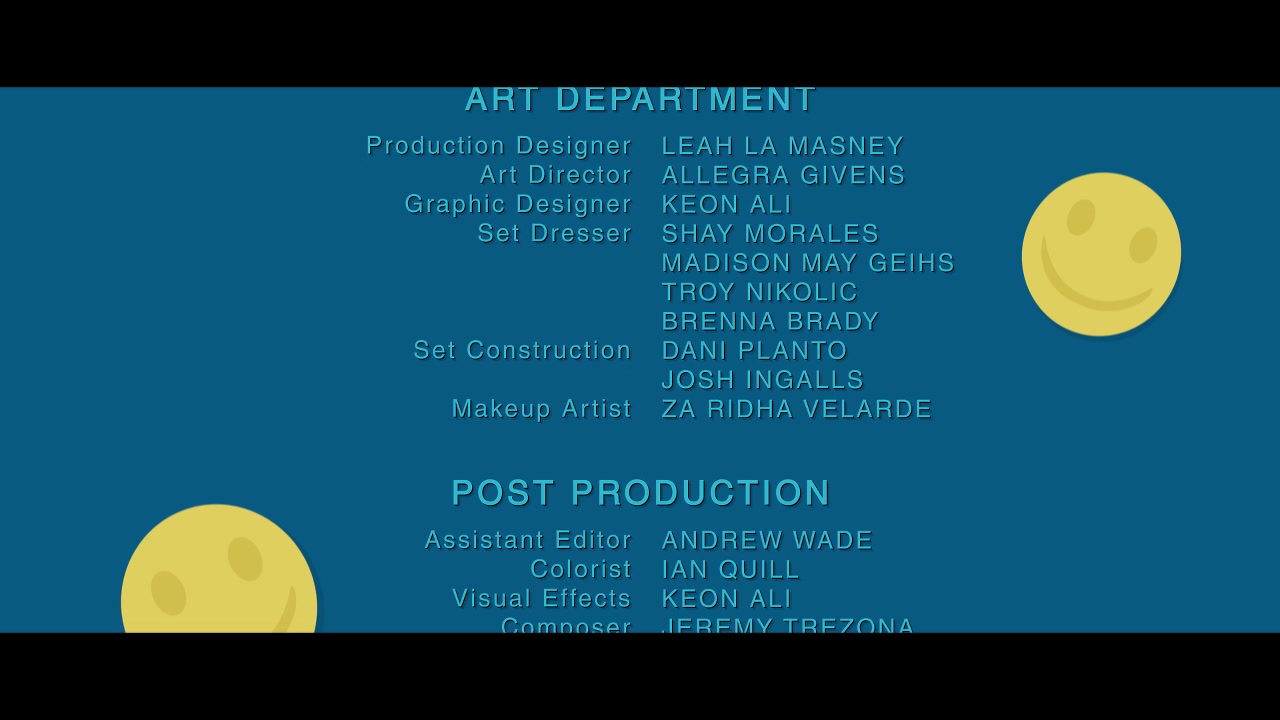 ART DEPARTMENT
Production Designer LEAH LA MASNEY
Art Director ALLEGRA GIVENS
Graphic Designer KEON ALI
Set Dresser SHAY MORALES
MADISON MAY GEIHS
TROY NIKOLIC
BRENNA BRADY
Set Construction DANI PLANTO
JOSH INGALLS
Makeup Artist ZA RIDHA VELARDE
POST PRODUCTION
Assistant Editor ANDREW WADE
Colorist IAN QUILL
Visual Effects KEON ALI
Composer JEREMY TREZONA